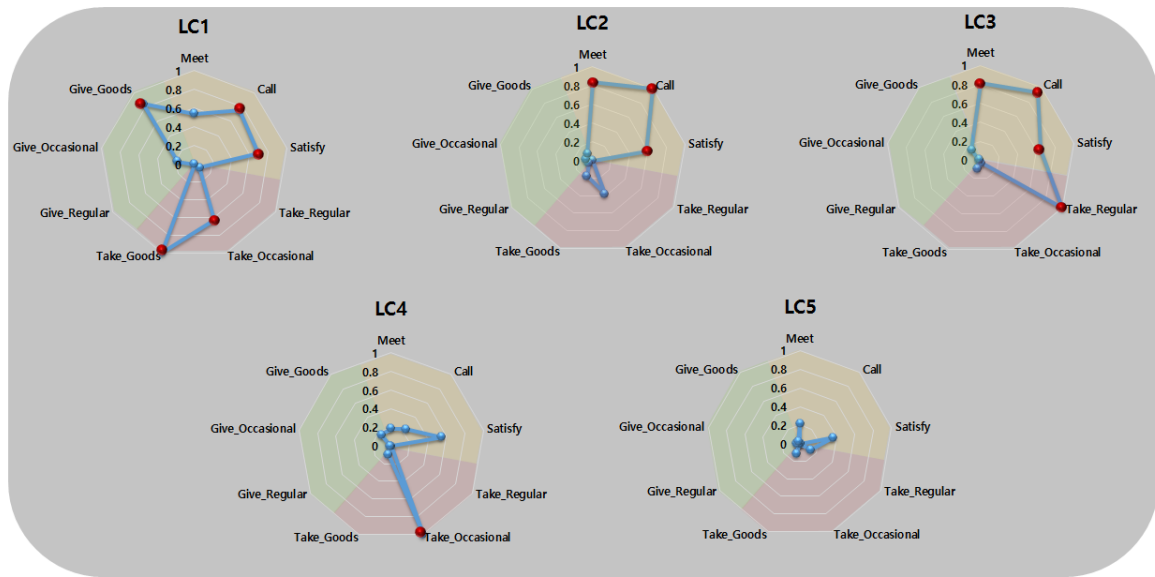 LC1
Meet
Call
Satisfy
Take_Regular
Take_Occasional
Take_Goods
Give_Regular
Give_Occasional
Give_Goods
1
0.8
0.6
0.4
0.2
0
LC2
Meet
Call
Satisfy
Take_Regular
Take_Occasional
Take_Goods
Give_Regular
Give_Occasional
Give_Goods
1
0.8
0.6
0.4
0.2
0
LC3
Meet
Call
Satisfy
Take_Regular
Take_Occasional
Take_Goods
Give_Regular
Give_Occasional
Give_Goods
1
0.8
0.6
0.4
0.2
0
LC4
Meet
Call
Satisfy
Take_Regular
Take_Occasional
Take_Goods
Give_Regular
Give_Occasional
Give_Goods
1
0.8
0.6
0.4
0.2
0
LC5
Meet
Call
Satisfy
Take_Regular
Take_Occasional
Take_Goods
Give_Regular
Give_Occasional
Give_Goods
1
0.8
0.6
0.4
0.2
0